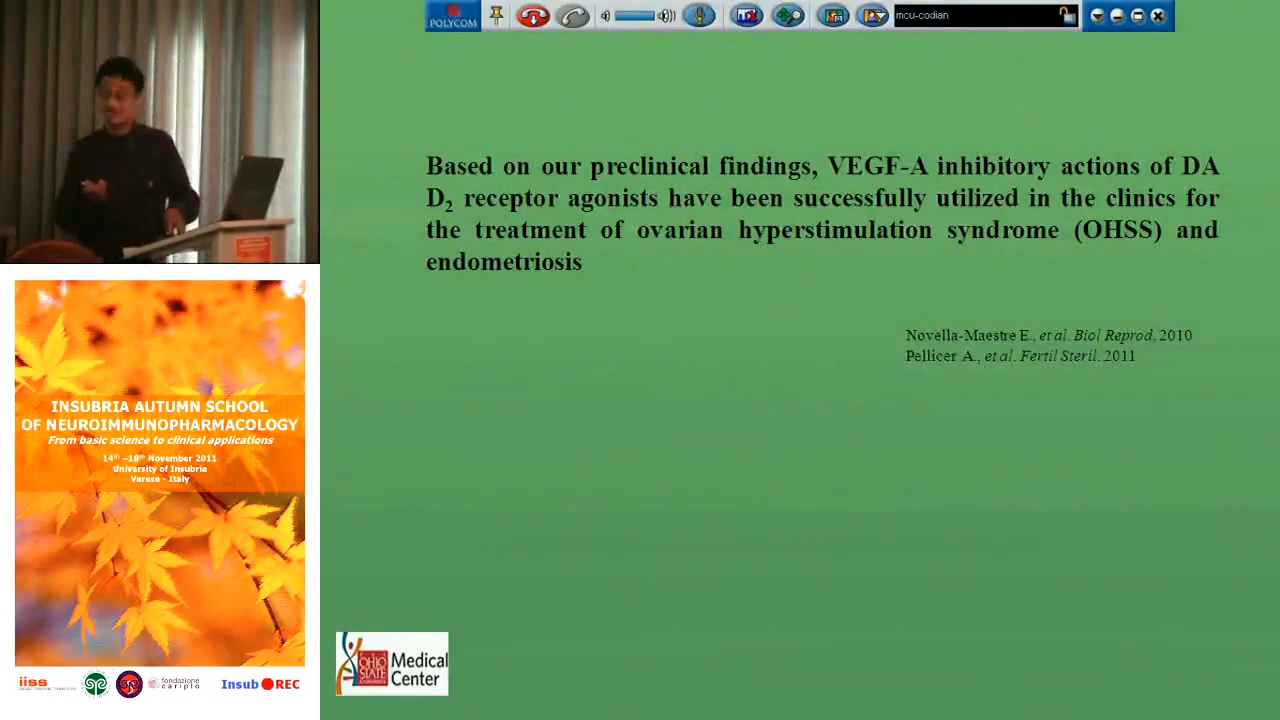 POLYCOM
mcu-codian
Based on our preclinical findings, VEGF-A inhibitory actions of DA
D₂ receptor agonists have been successfully utilized in the clinics for
the treatment of ovarian hyperstimulation syndrome (OHSS) and
endometriosis
Novella-Maestre E., et al. Biol Reprod, 2010
Pellicer A., et al. Fertil Steril. 2011
INSUBRIA AUTUMN SCHOOL
OF NEUROIMMUNOPHARMACOLOGY
From basic science to clinical applications
14th –18th November 2011
University of Insubria
Varese - Italy
iiss
fondazione
cariplo
Insub REC
OHIO
STATE
Medical
Center